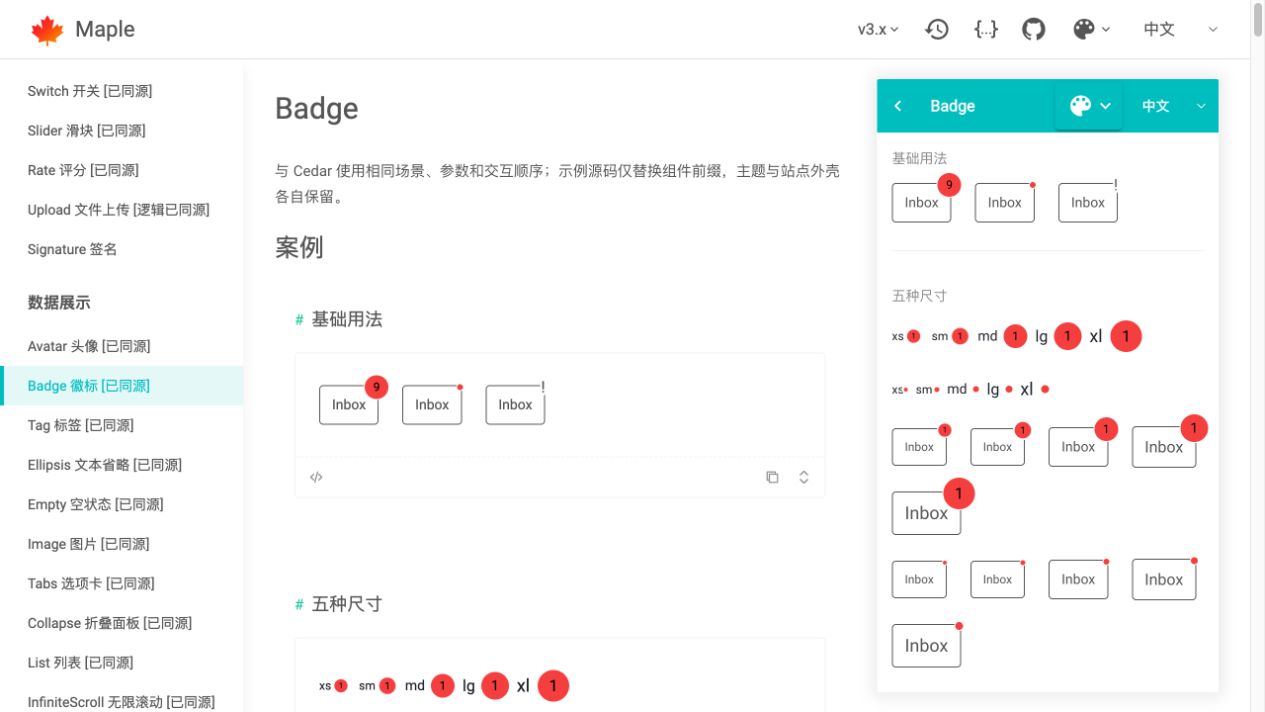 Maple
v3.x
{...}
中文
Switch 开关 [已同源]
Slider 滑块 [已同源]
Rate 评分 [已同源]
Upload 文件上传 [逻辑已同源]
Signature 签名
数据展示
Avatar 头像 [已同源]
Badge 徽标 [已同源]
Tag 标签 [已同源]
Ellipsis 文本省略 [已同源]
Empty 空状态 [已同源]
Image 图片 [已同源]
Tabs 选项卡 [已同源]
Collapse 折叠面板 [已同源]
List 列表 [已同源]
InfiniteScroll 无限滚动 [已同源]
Badge
与 Cedar 使用相同场景、参数和交互顺序；示例源码仅替换组件前缀，主题与站点外壳
各自保留。
案例
# 基础用法
Inbox 9 Inbox Inbox !
# 五种尺寸
xs 1 sm 1 md 1 lg 1 xl 1
Badge 中文
基础用法
Inbox 9 Inbox Inbox !
五种尺寸
xs 1 sm 1 md 1 lg 1 xl 1
xs sm md lg xl
Inbox 1 Inbox 1 Inbox 1 Inbox 1
Inbox 1
Inbox Inbox Inbox Inbox
Inbox